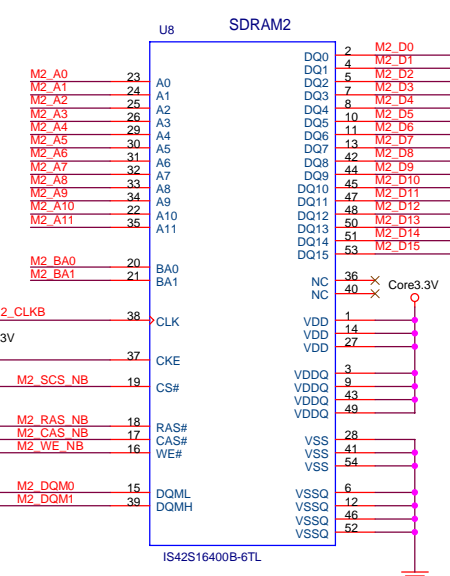 U8 SDRAM2
M2_A0 23 A0
M2_A1 24 A1
M2_A2 25 A2
M2_A3 26 A3
M2_A4 29 A4
M2_A5 30 A5
M2_A6 31 A6
M2_A7 32 A7
M2_A8 33 A8
M2_A9 34 A9
M2_A10 22 A10
M2_A11 35 A11
M2_BA0 20 BA0
M2_BA1 21 BA1
2_CLKB 38 CLK
3V
37 CKE
M2_SCS_NB 19 CS#
M2_RAS_NB 18 RAS#
M2_CAS_NB 17 CAS#
M2_WE_NB 16 WE#
M2_DQM0 15 DQML
M2_DQM1 39 DQMH
DQ0 2 M2_D0
DQ1 4 M2_D1
DQ2 5 M2_D2
DQ3 7 M2_D3
DQ4 8 M2_D4
DQ5 10 M2_D5
DQ6 11 M2_D6
DQ7 13 M2_D7
DQ8 42 M2_D8
DQ9 44 M2_D9
DQ10 45 M2_D10
DQ11 47 M2_D11
DQ12 48 M2_D12
DQ13 50 M2_D13
DQ14 51 M2_D14
DQ15 53 M2_D15
NC 36
NC 40
Core3.3V
VDD 1
VDD 14
VDD 27
VDDQ 3
VDDQ 9
VDDQ 43
VDDQ 49
VSS 28
VSS 41
VSS 54
VSSQ 6
VSSQ 12
VSSQ 46
VSSQ 52
IS42S16400B-6TL